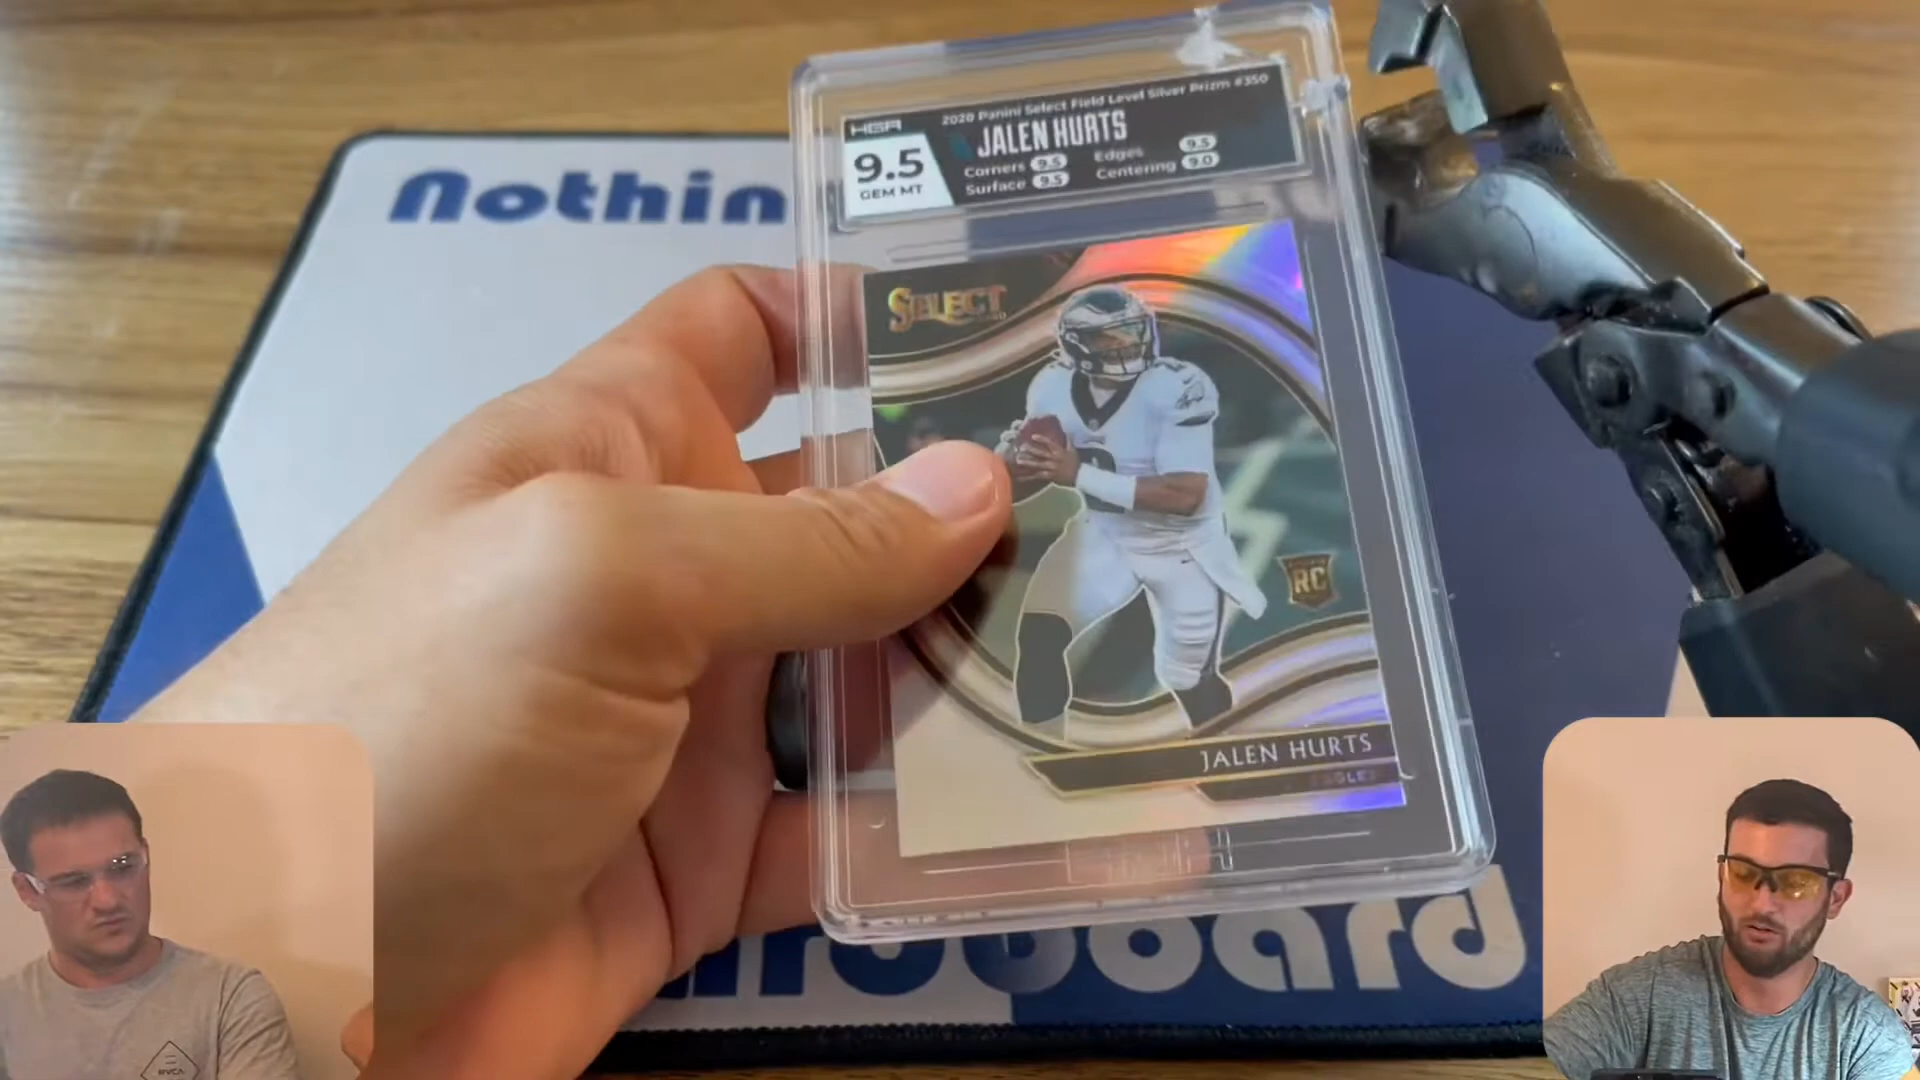 Nothin
HGA
9.5
GEM MT
2020 Panini Select Field Level Silver Prizm #350
JALEN HURTS
Corners 9.5
Edges 9.5
Surface 9.5
Centering 9.0
SELECT
RC
JALEN HURTS
EAGLES
RVCA